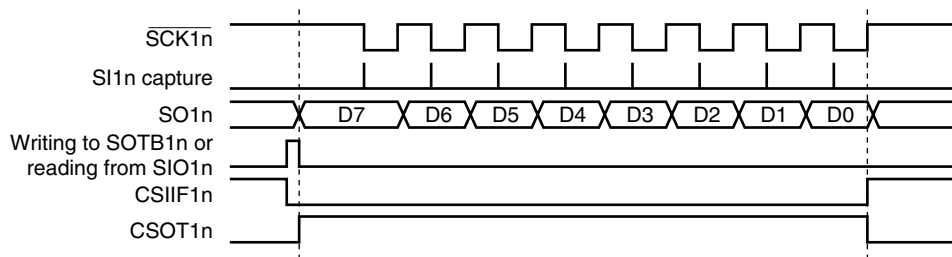 SCK1n
SI1n capture
SO1n D7 D6 D5 D4 D3 D2 D1 D0
Writing to SOTB1n or
reading from SIO1n
CSIIF1n
CSOT1n